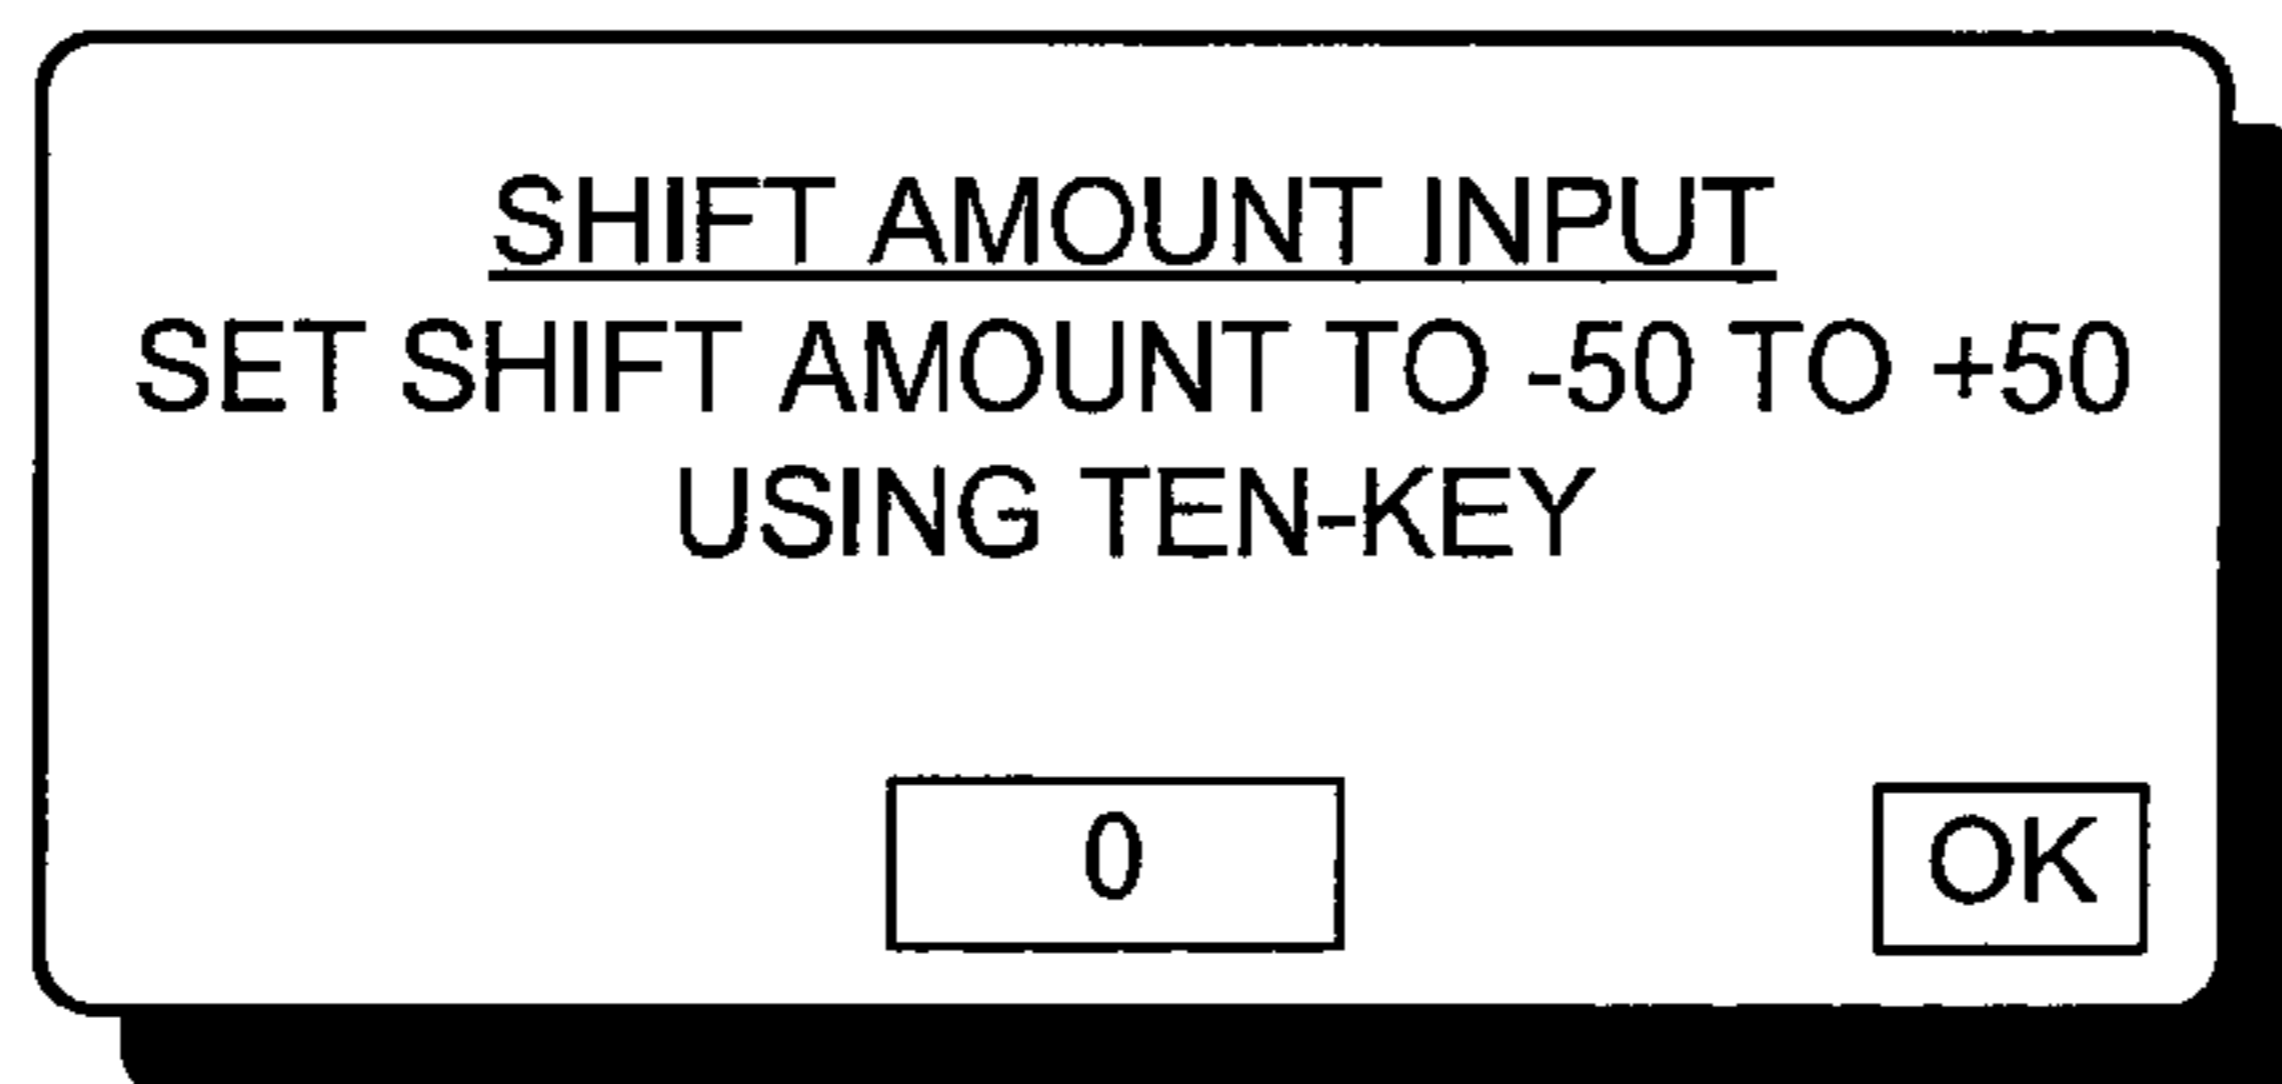 SHIFT AMOUNT INPUT
SET SHIFT AMOUNT TO -50 TO +50
USING TEN-KEY
0
OK